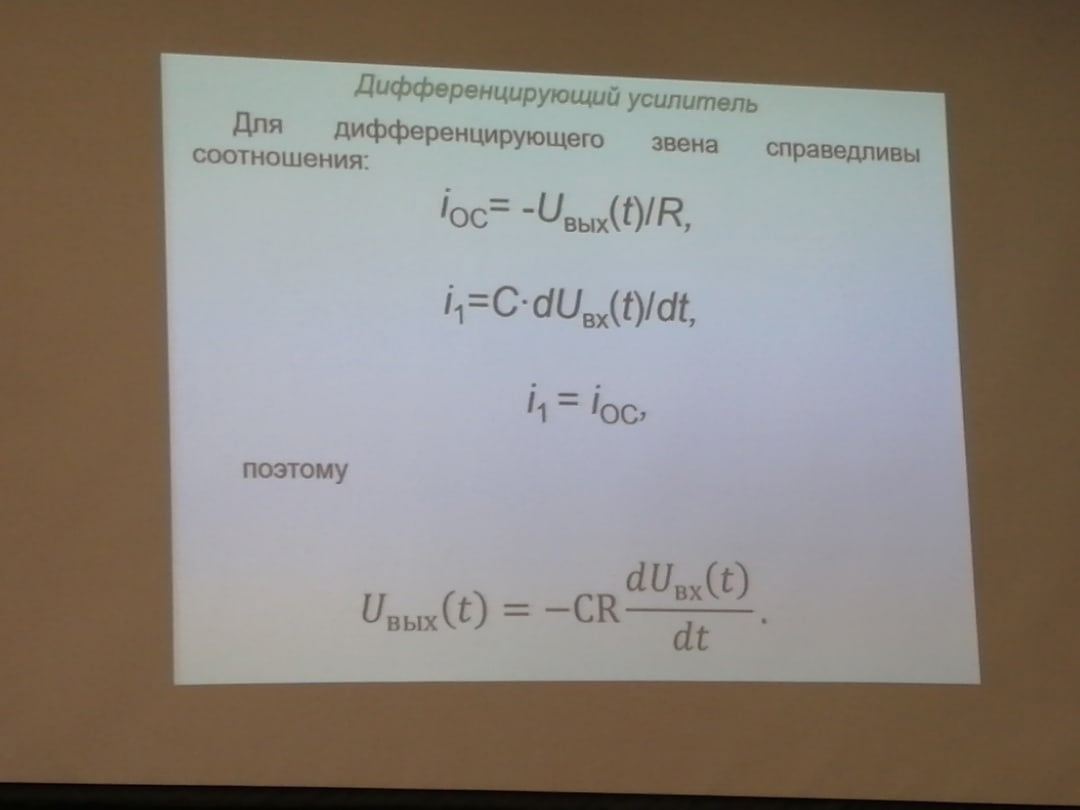 Дифференцирующий усилитель
Для дифференцирующего звена справедливы
соотношения:
iОС= -Uвых(t)/R,
i1=C·dUвх(t)/dt,
i1 = iОС,
поэтому
Uвых(t) = −CR dUвх(t)/dt.